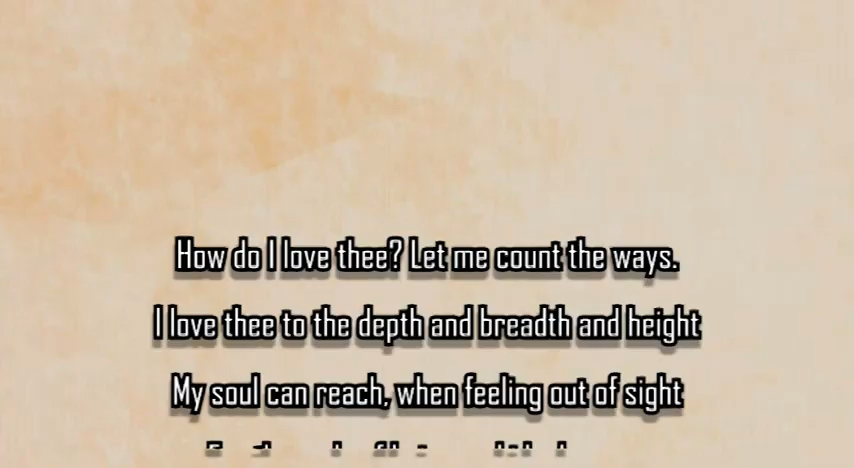 How do I love thee? Let me count the ways.
I love thee to the depth and breadth and height
My soul can reach, when feeling out of sight